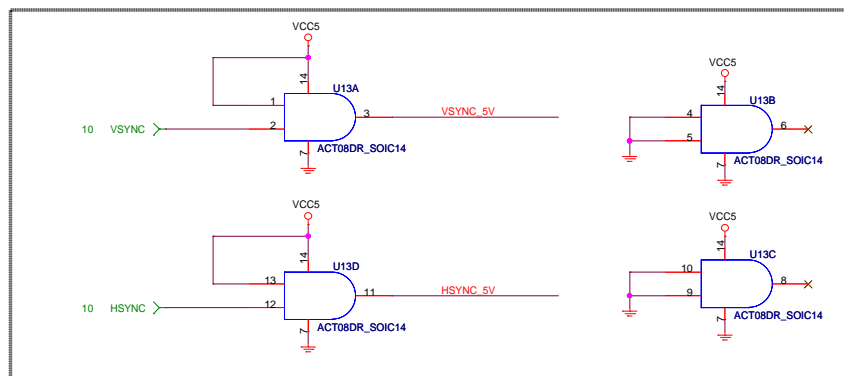 VCC5
14
U13A
1
3
VSYNC_5V
10 VSYNC
2
7
ACT08DR_SOIC14
VCC5
14
U13B
4
6
5
7
ACT08DR_SOIC14
VCC5
14
U13D
13
11
HSYNC_5V
10 HSYNC
12
7
ACT08DR_SOIC14
VCC5
14
U13C
10
8
9
7
ACT08DR_SOIC14